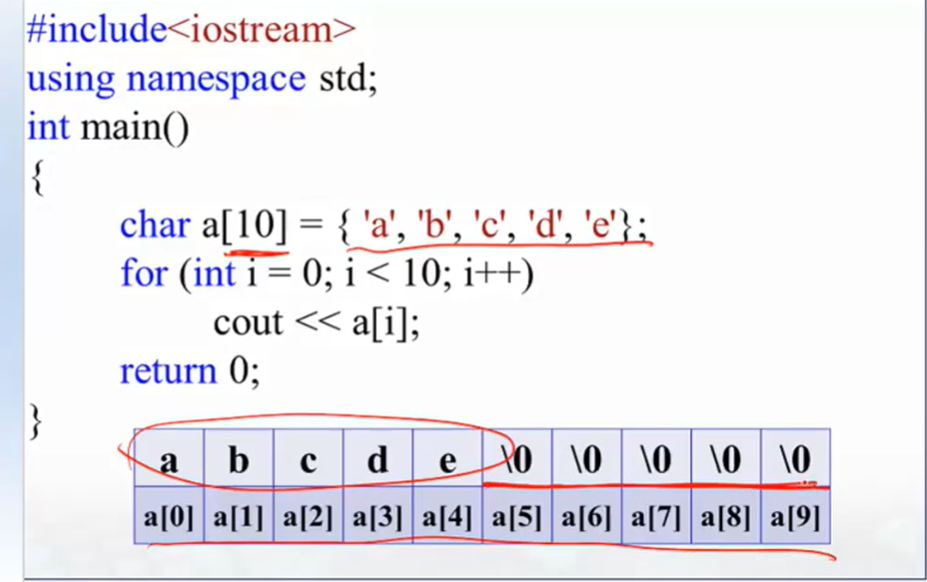 #include<iostream>
using namespace std;
int main()
{
char a[10] = { 'a', 'b', 'c', 'd', 'e'};
for (int i = 0; i < 10; i++)
cout << a[i];
return 0;
}
a b c d e \0 \0 \0 \0 \0
a[0] a[1] a[2] a[3] a[4] a[5] a[6] a[7] a[8] a[9]